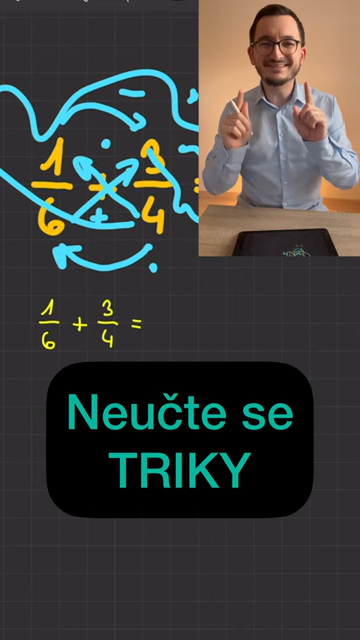 1/6 + 3/4 =
1/6 + 3/4 =
Neučte se
TRIKY